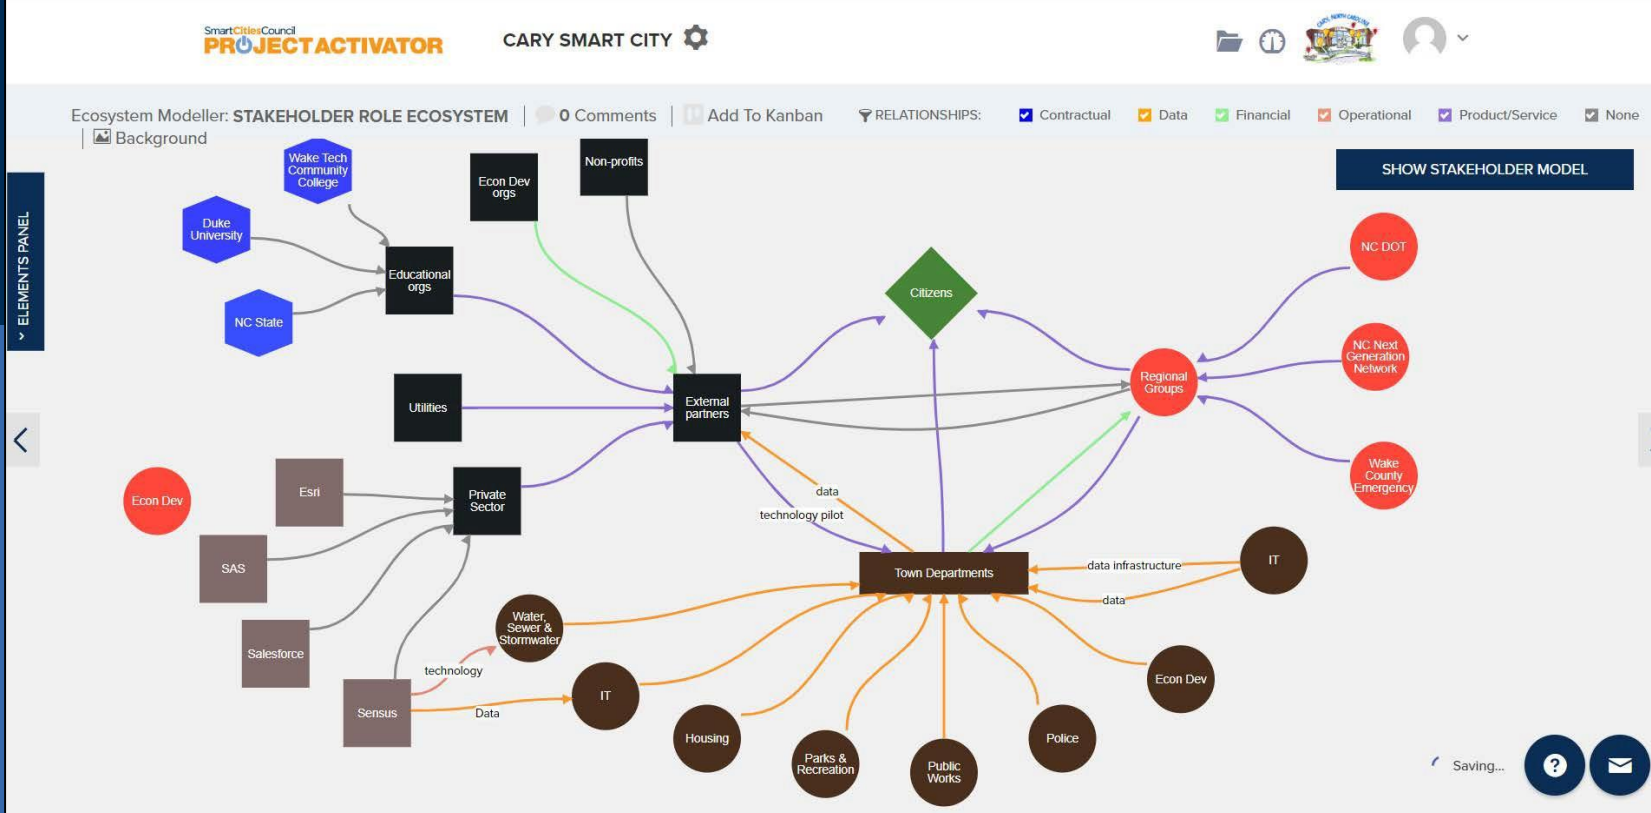 SmartCitiesCouncil
PROJECTACTIVATOR
CARY SMART CITY
CARY, NORTH CAROLINA
Ecosystem Modeller: STAKEHOLDER ROLE ECOSYSTEM
0 Comments
Add To Kanban
RELATIONSHIPS:
Contractual
Data
Financial
Operational
Product/Service
None
Background
SHOW STAKEHOLDER MODEL
ELEMENTS PANEL
Wake Tech
Community
College
Econ Dev
orgs
Non-profits
Duke
University
Educational
orgs
NC State
Citizens
NC DOT
NC Next
Generation
Network
Regional
Groups
Utilities
External
partners
Wake
County
Emergency
Econ Dev
Esri
Private
Sector
data
technology pilot
SAS
Town Departments
data infrastructure
data
IT
Water,
Sewer &
Stormwater
Salesforce
technology
Sensus
Data
IT
Housing
Parks &
Recreation
Public
Works
Police
Econ Dev
Saving...
?